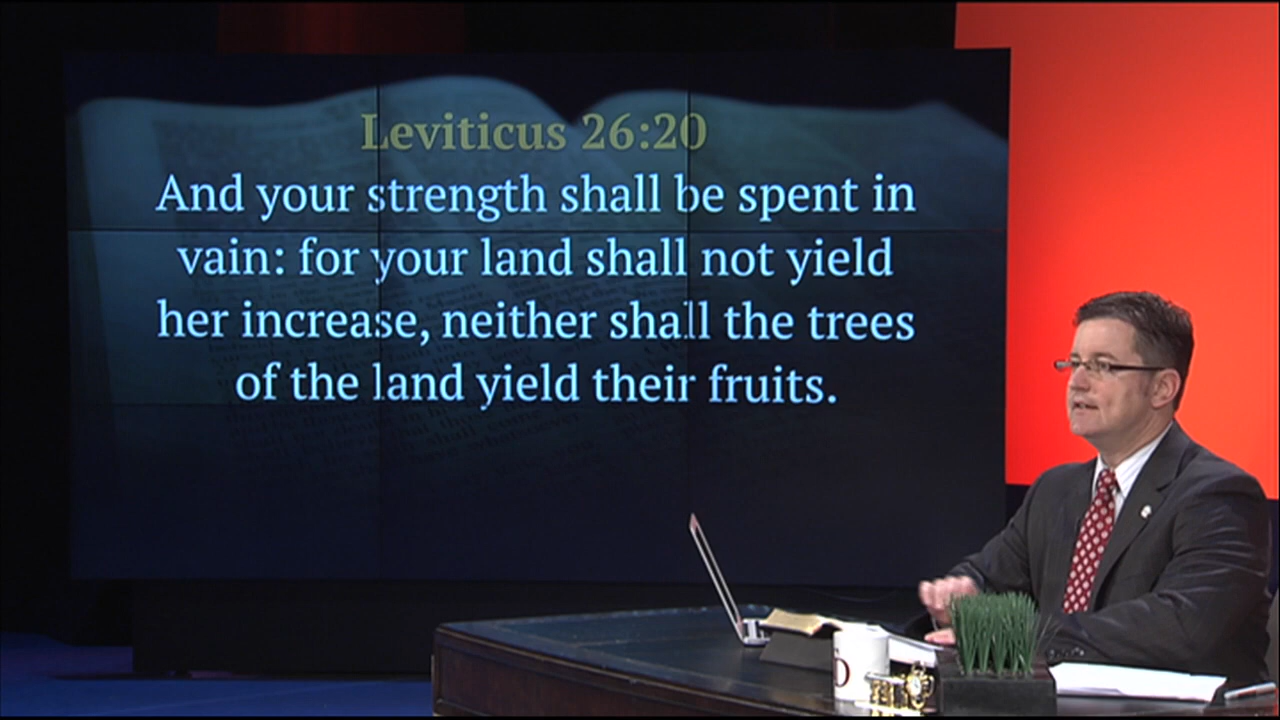 Leviticus 26:20
And your strength shall be spent in
vain: for your land shall not yield
her increase, neither shall the trees
of the land yield their fruits.